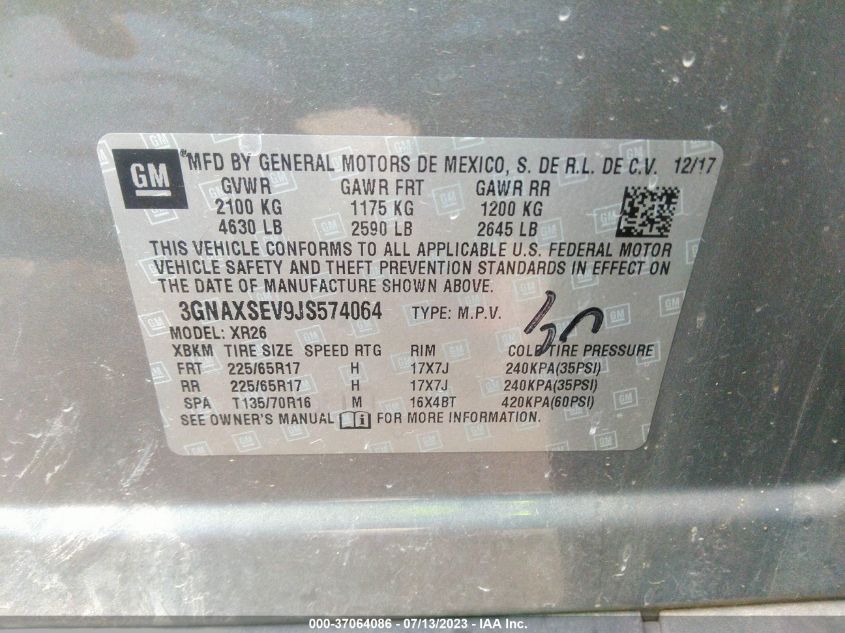 GM
®MFD BY GENERAL MOTORS DE MEXICO, S. DE R.L. DE C.V. 12/17
GVWR GAWR FRT GAWR RR
2100 KG 1175 KG 1200 KG
4630 LB 2590 LB 2645 LB
THIS VEHICLE CONFORMS TO ALL APPLICABLE U.S. FEDERAL MOTOR
VEHICLE SAFETY AND THEFT PREVENTION STANDARDS IN EFFECT ON
THE DATE OF MANUFACTURE SHOWN ABOVE.
3GNAXSEV9JS574064 TYPE: M.P.V.
MODEL: XR26
XBKM TIRE SIZE SPEED RTG RIM COLD TIRE PRESSURE
FRT 225/65R17 H 17X7J 240KPA(35PSI)
RR 225/65R17 H 17X7J 240KPA(35PSI)
SPA T135/70R16 M 16X4BT 420KPA(60PSI)
SEE OWNER'S MANUAL FOR MORE INFORMATION.
000-37064086 - 07/13/2023 - IAA Inc.